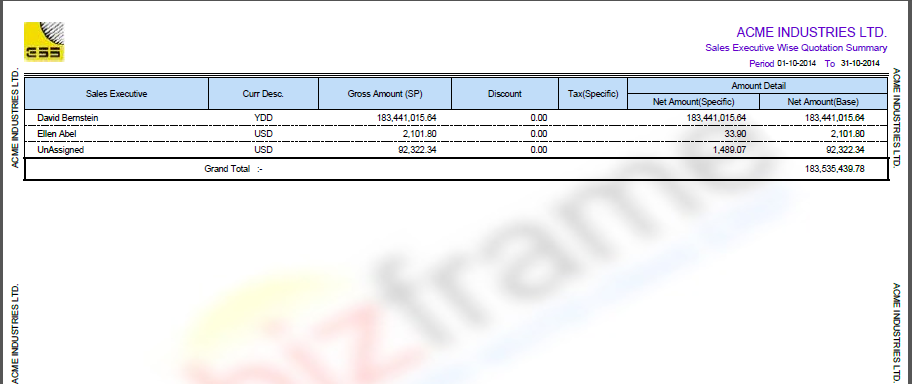 ESS
ACME INDUSTRIES LTD.
Sales Executive Wise Quotation Summary
Period 01-10-2014 To 31-10-2014
ACME INDUSTRIES LTD.
ACME INDUSTRIES LTD.
Sales Executive Curr Desc. Gross Amount (SP) Discount Tax(Specific) Amount Detail
Net Amount(Specific) Net Amount(Base)
David Bernstein YDD 183,441,015.64 0.00 183,441,015.64 183,441,015.64
Ellen Abel USD 2,101.80 0.00 33.90 2,101.80
UnAssigned USD 92,322.34 0.00 1,489.07 92,322.34
Grand Total :- 183,535,439.78
bizframe
ACME INDUSTRIES LTD.
ACME INDUSTRIES LTD.